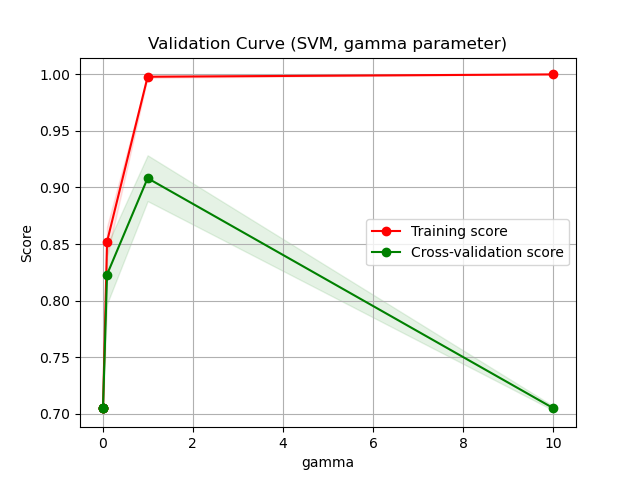 Validation Curve (SVM, gamma parameter)
1.00
0.95
0.90
0.85
0.80
0.75
0.70
Score
Training score
Cross-validation score
0 2 4 6 8 10
gamma